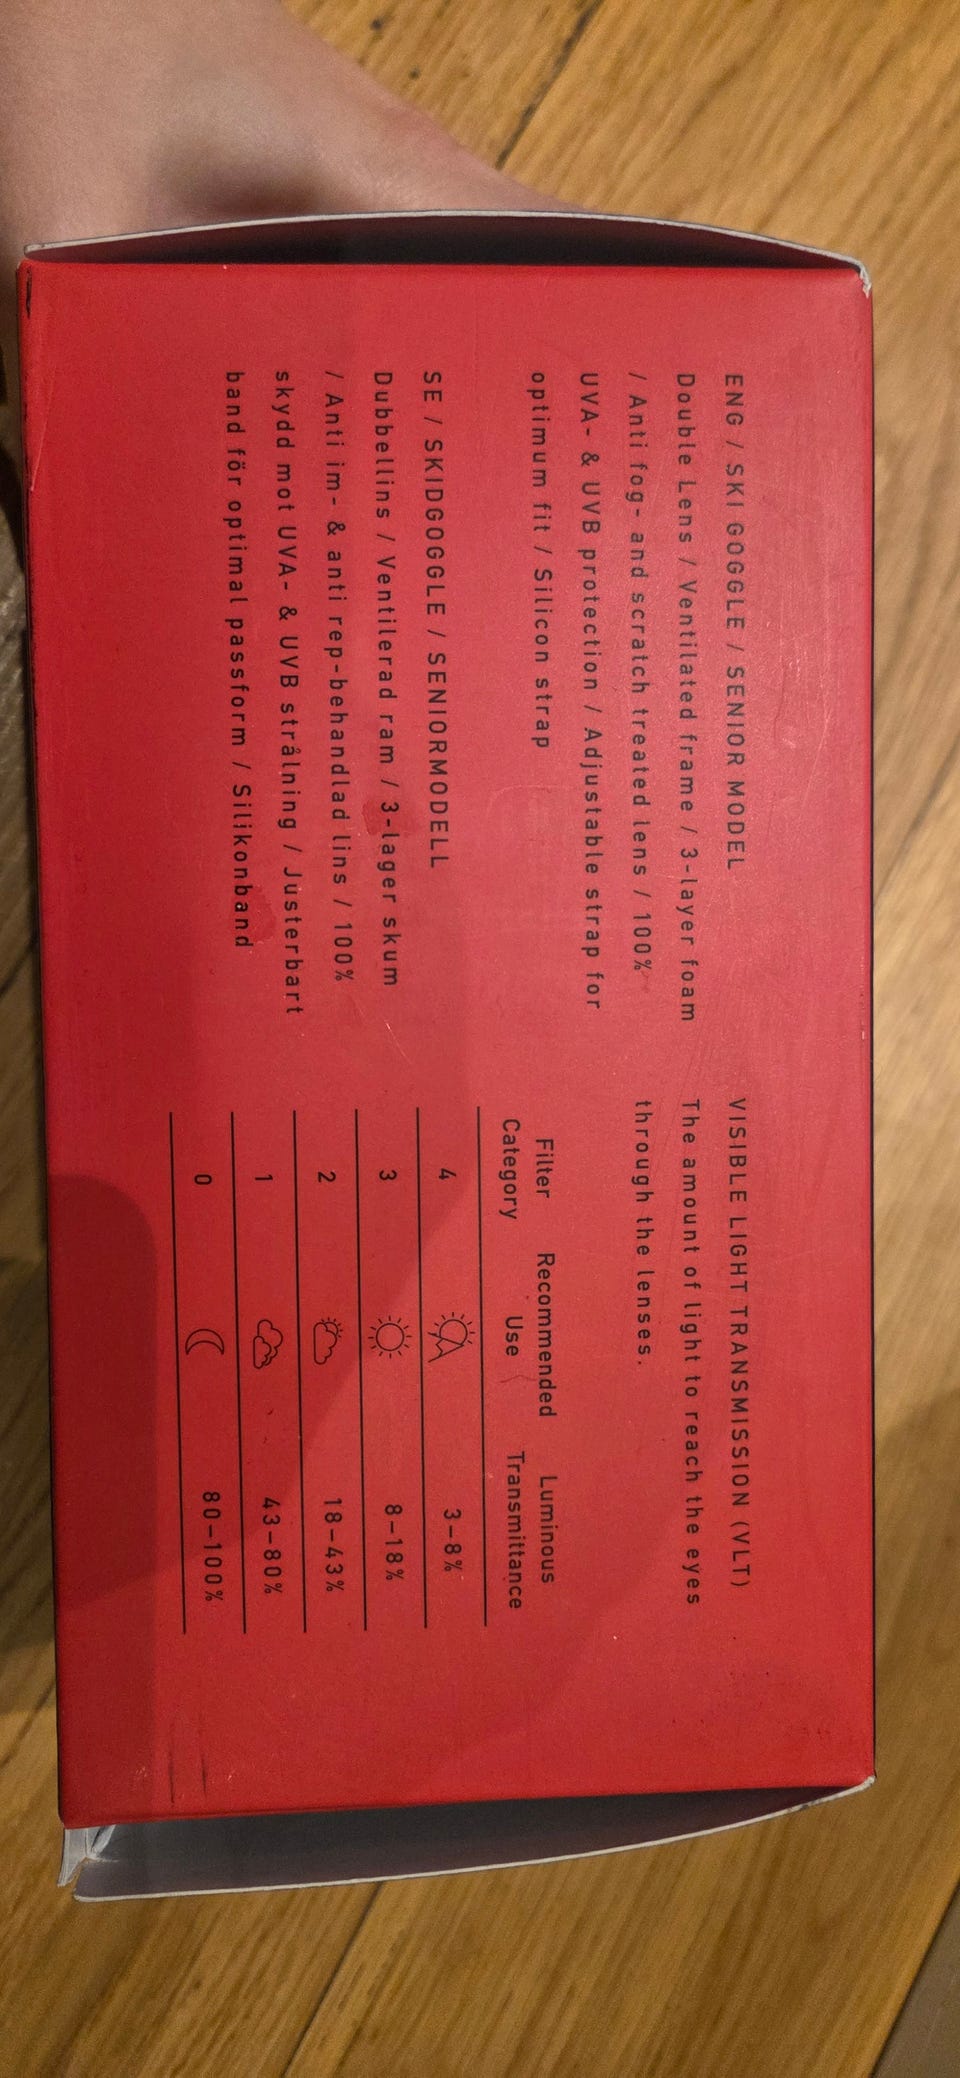 ENG / SKI GOGGLE / SENIOR MODEL
Double Lens / Ventilated frame / 3-layer foam
/ Anti fog- and scratch treated lens / 100%
UVA- & UVB protection / Adjustable strap for
optimum fit / Silicon strap
SE / SKIDGOGGLE / SENIORMODELL
Dubbellins / Ventilerad ram / 3-lager skum
/ Anti im- & anti rep-behandlad lins / 100%
skydd mot UVA- & UVB strålning / Justerbart
band för optimal passform / Silikonband
VISIBLE LIGHT TRANSMISSION (VLT)
The amount of light to reach the eyes
through the lenses.
Filter Recommended Luminous
Category Use Transmittance
4 3-8%
3 8-18%
2 18-43%
1 43-80%
0 80-100%